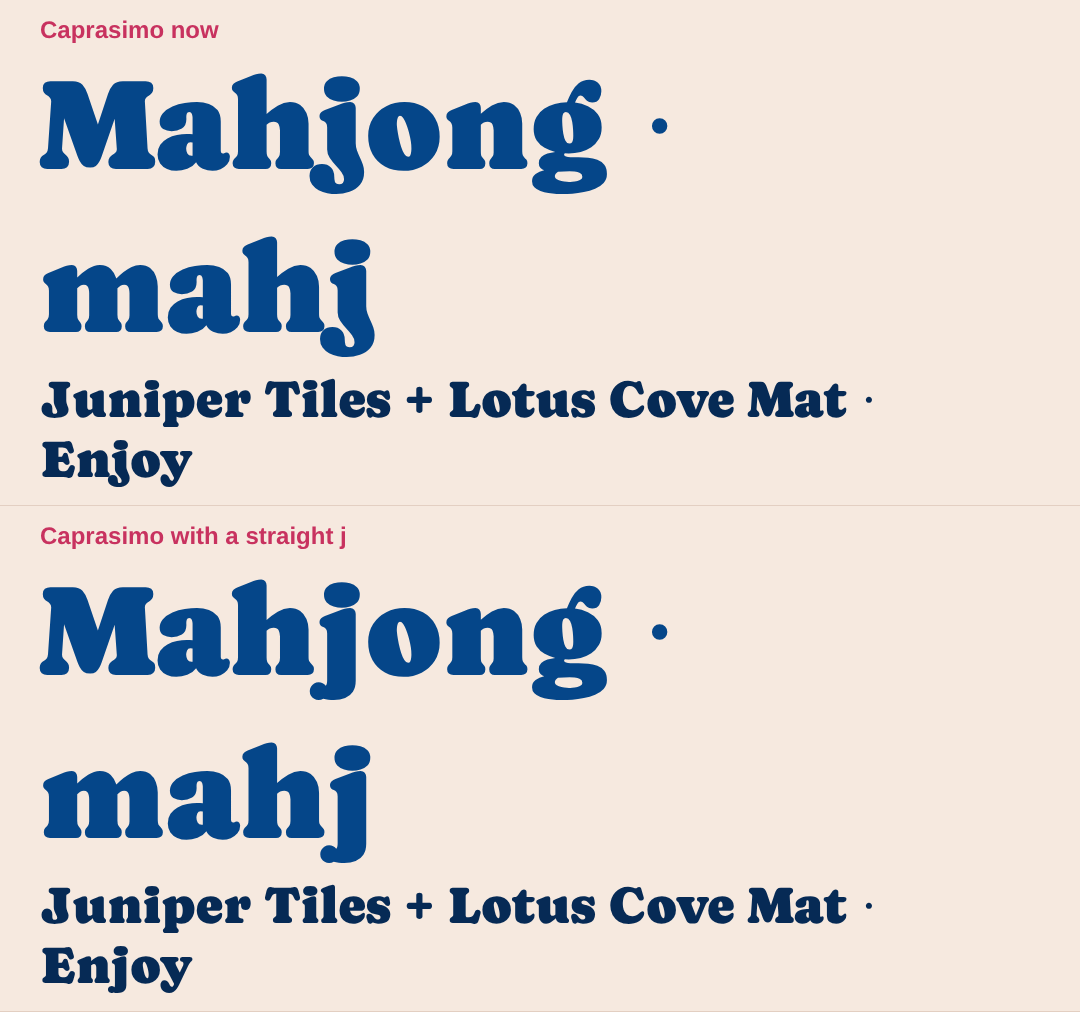 Caprasimo now
Mahjong ·
mahj
Juniper Tiles + Lotus Cove Mat ·
Enjoy
Caprasimo with a straight j
Mahjong ·
mahj
Juniper Tiles + Lotus Cove Mat ·
Enjoy